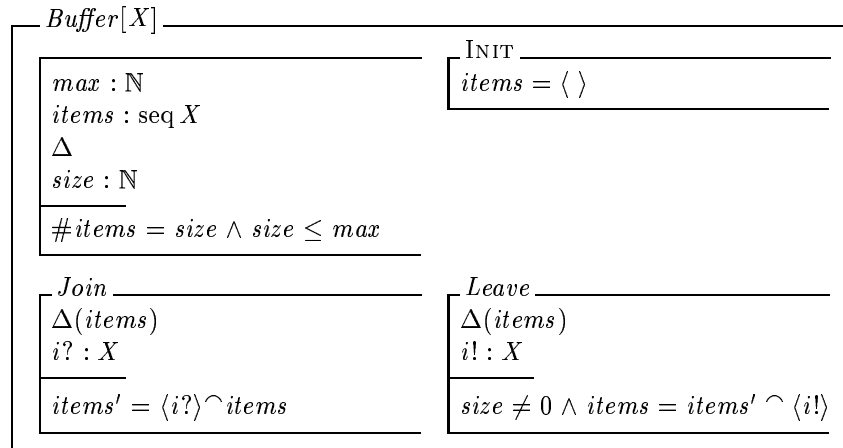 Buffer[X]
max : ℕ
items : seq X
Δ
size : ℕ
#items = size ∧ size ≤ max
INIT
items = ⟨ ⟩
Join
Δ(items)
i? : X
items′ = ⟨i?⟩⌢items
Leave
Δ(items)
i! : X
size ≠ 0 ∧ items = items′ ⌢ ⟨i!⟩